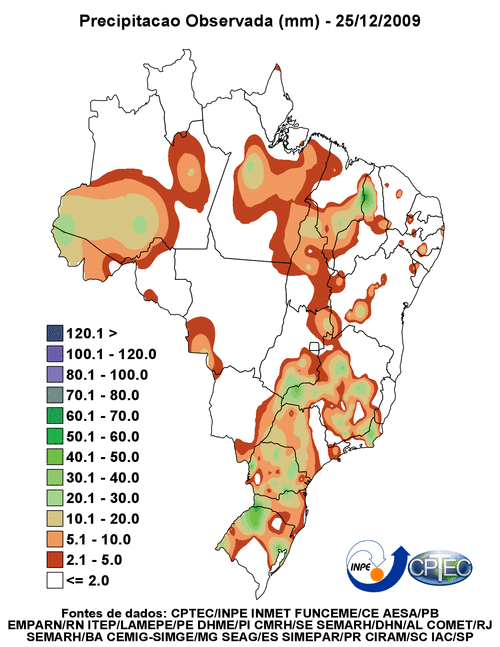 Precipitacao Observada (mm) - 25/12/2009
120.1 >
100.1 - 120.0
80.1 - 100.0
70.1 - 80.0
60.1 - 70.0
50.1 - 60.0
40.1 - 50.0
30.1 - 40.0
20.1 - 30.0
10.1 - 20.0
5.1 - 10.0
2.1 - 5.0
<= 2.0
INPE
CPTEC
Fontes de dados: CPTEC/INPE INMET FUNCEME/CE AESA/PB
EMPARN/RN ITEP/LAMEPE/PE DHME/PI CMRH/SE SEMARH/DHN/AL COMET/RJ
SEMARH/BA CEMIG-SIMGE/MG SEAG/ES SIMEPAR/PR CIRAM/SC IAC/SP